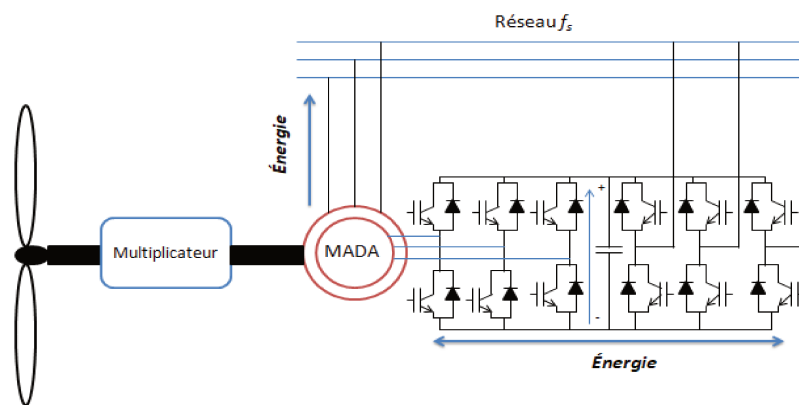 Réseau fs
Énergie
Multiplicateur
MADA
+
-
Énergie